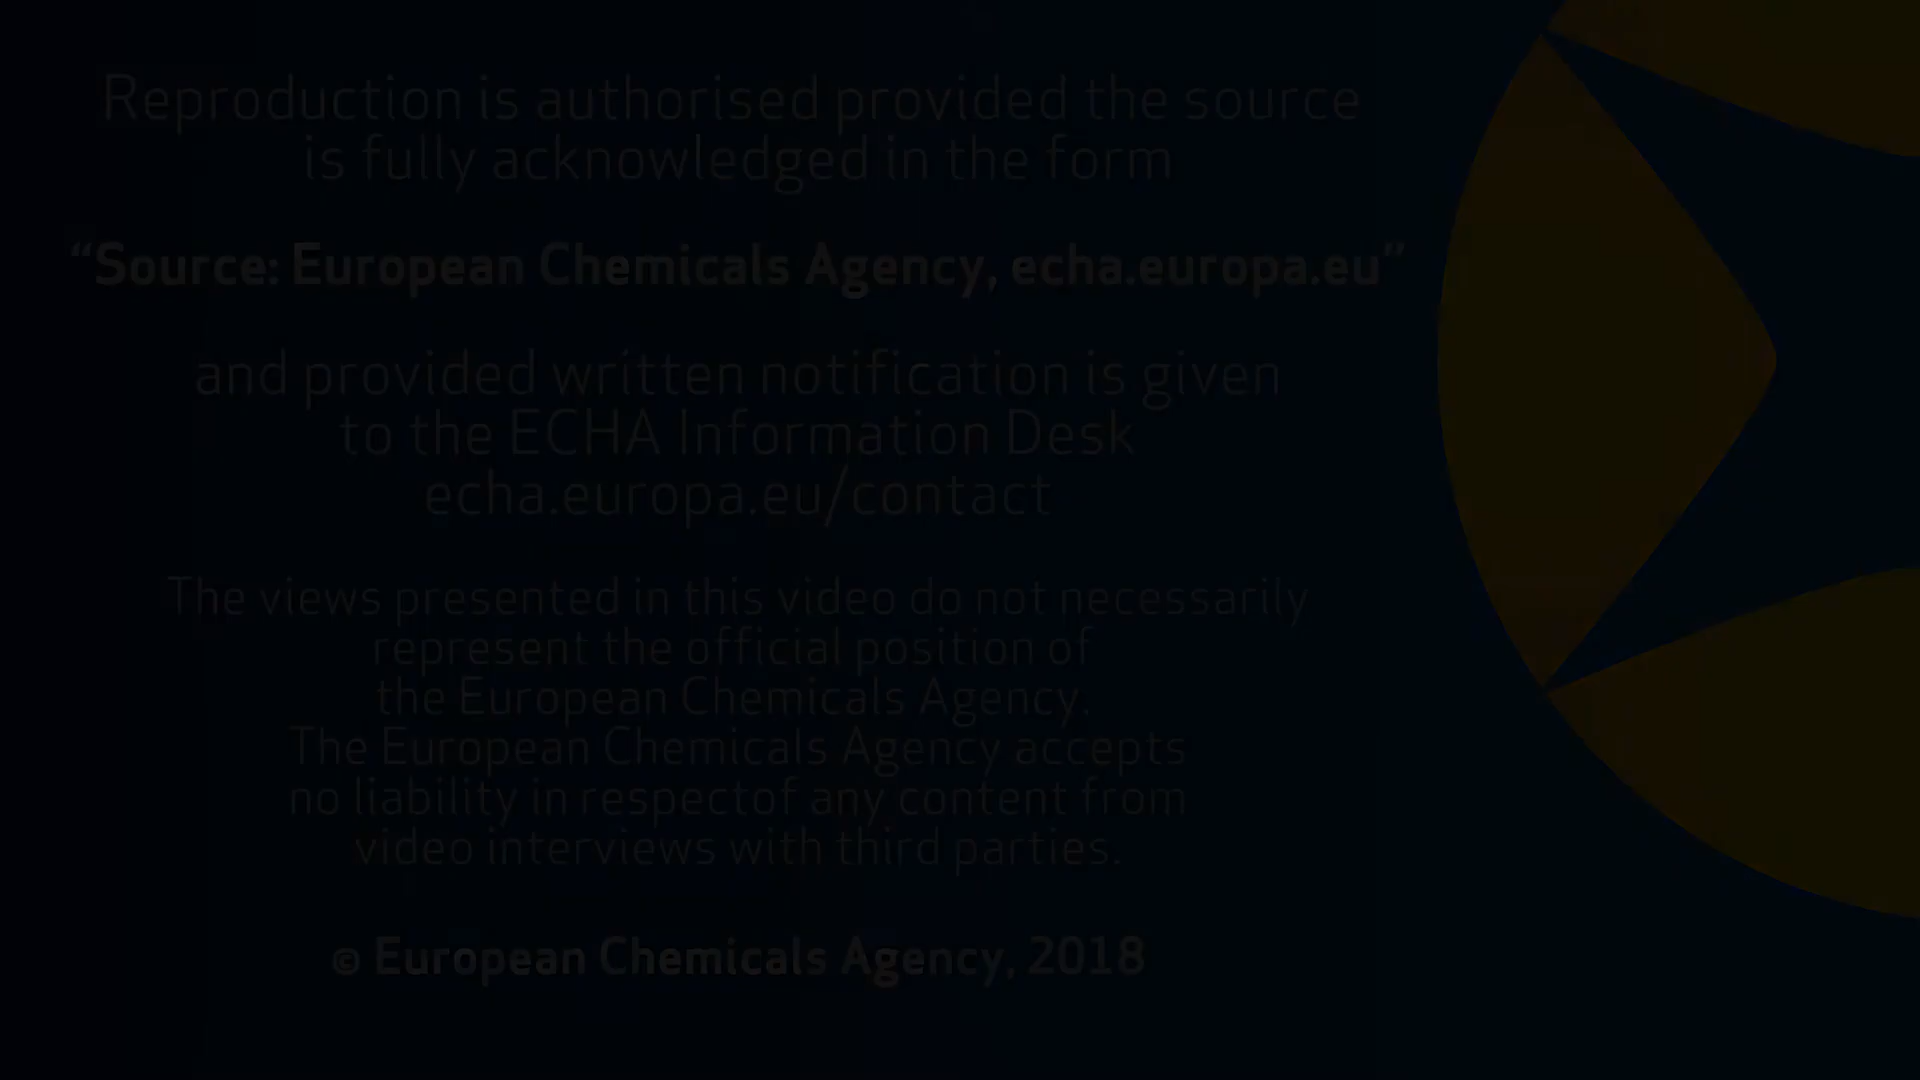 Reproduction is authorised provided the source
is fully acknowledged in the form
“Source: European Chemicals Agency, echa.europa.eu”
and provided written notification is given
to the ECHA Information Desk
echa.europa.eu/contact
The views presented in this video do not necessarily
represent the official position of
the European Chemicals Agency.
The European Chemicals Agency accepts
no liability in respectof any content from
video interviews with third parties.
© European Chemicals Agency, 2018